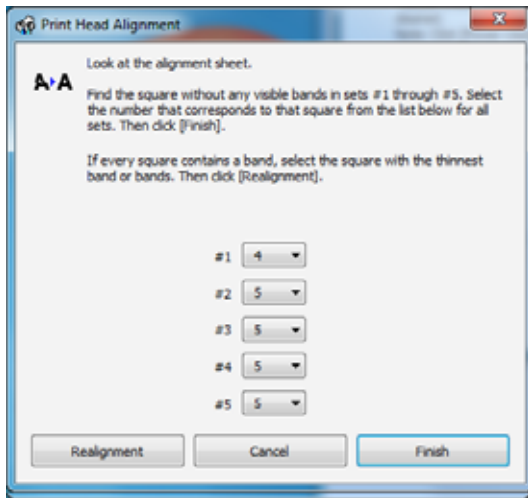 Print Head Alignment
Look at the alignment sheet.
A A
Find the square without any visible bands in sets #1 through #5. Select
the number that corresponds to that square from the list below for all
sets. Then click [Finish].
If every square contains a band, select the square with the thinnest
band or bands. Then click [Realignment].
#1 4
#2 5
#3 5
#4 5
#5 5
Realignment Cancel Finish